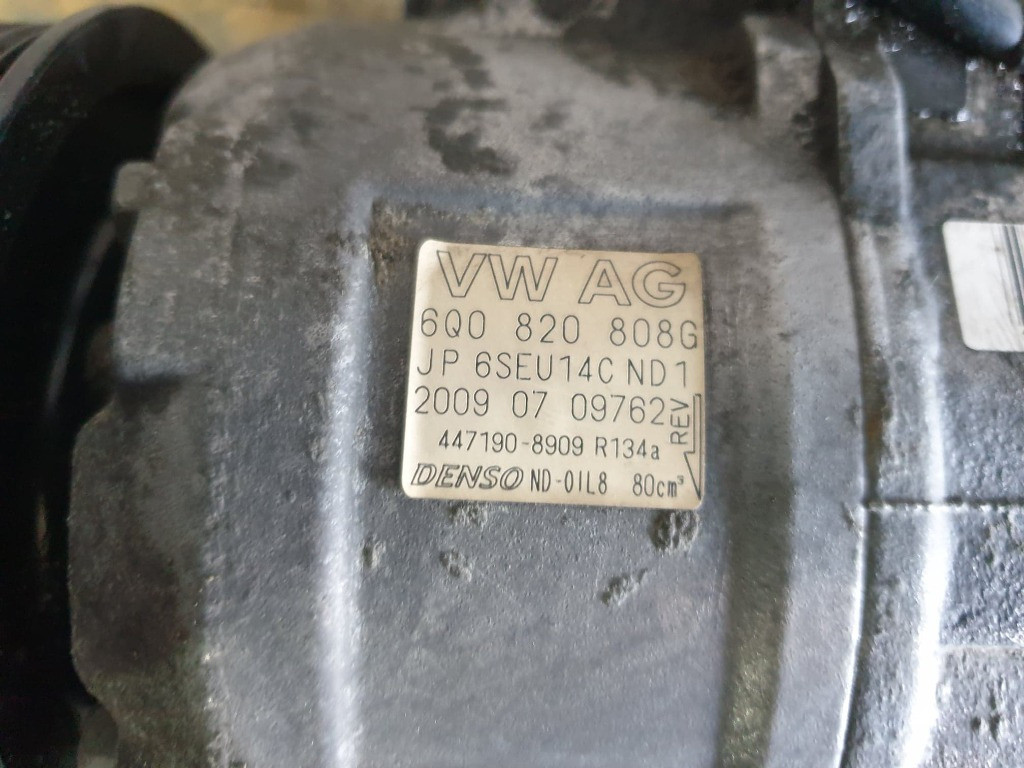 VW AG
6Q0 820 808G
JP 6SEU14C ND1
2009 07 09762
REV
447190-8909 R134a
DENSO ND-OIL8 80cm³